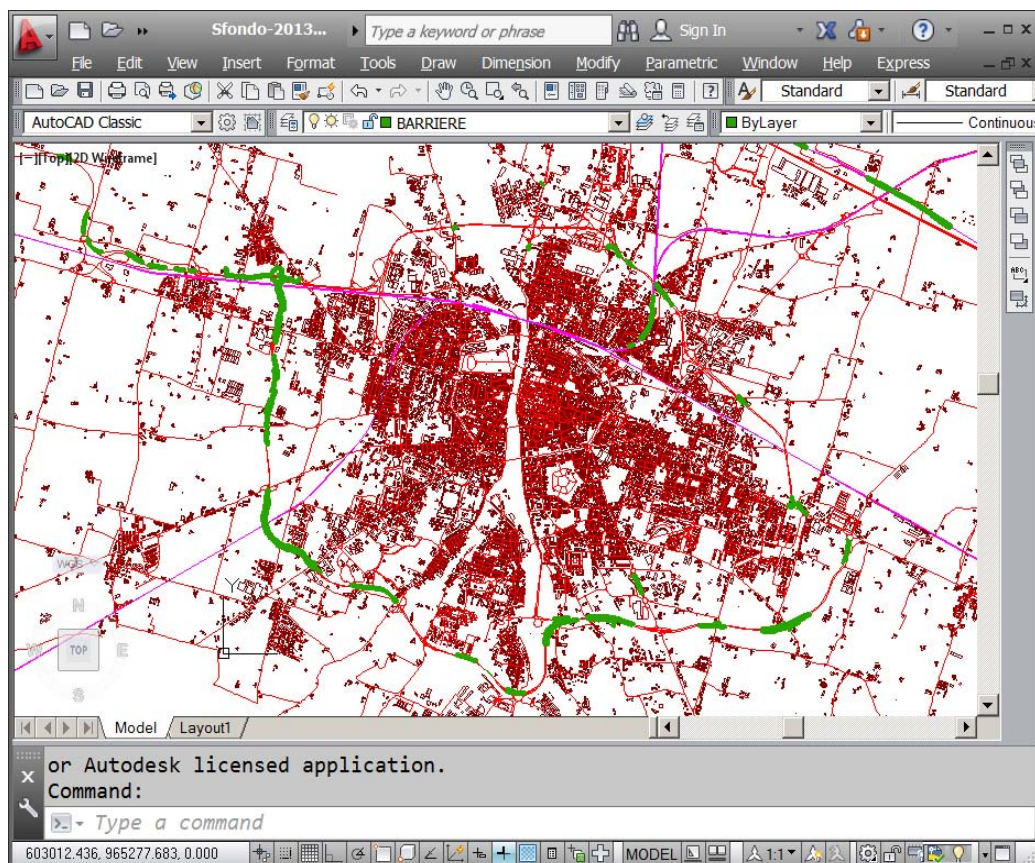 Sfondo-2013... Type a keyword or phrase Sign In
File Edit View Insert Format Tools Draw Dimension Modify Parametric Window Help Express
Standard Standard
AutoCAD Classic BARRIERE ByLayer Continuou
[−][Top][2D Wireframe]
WCS
Y
N
W TOP E
S
Model Layout1
or Autodesk licensed application.
Command:
Type a command
603012.436, 965277.683, 0.000 MODEL 1:1